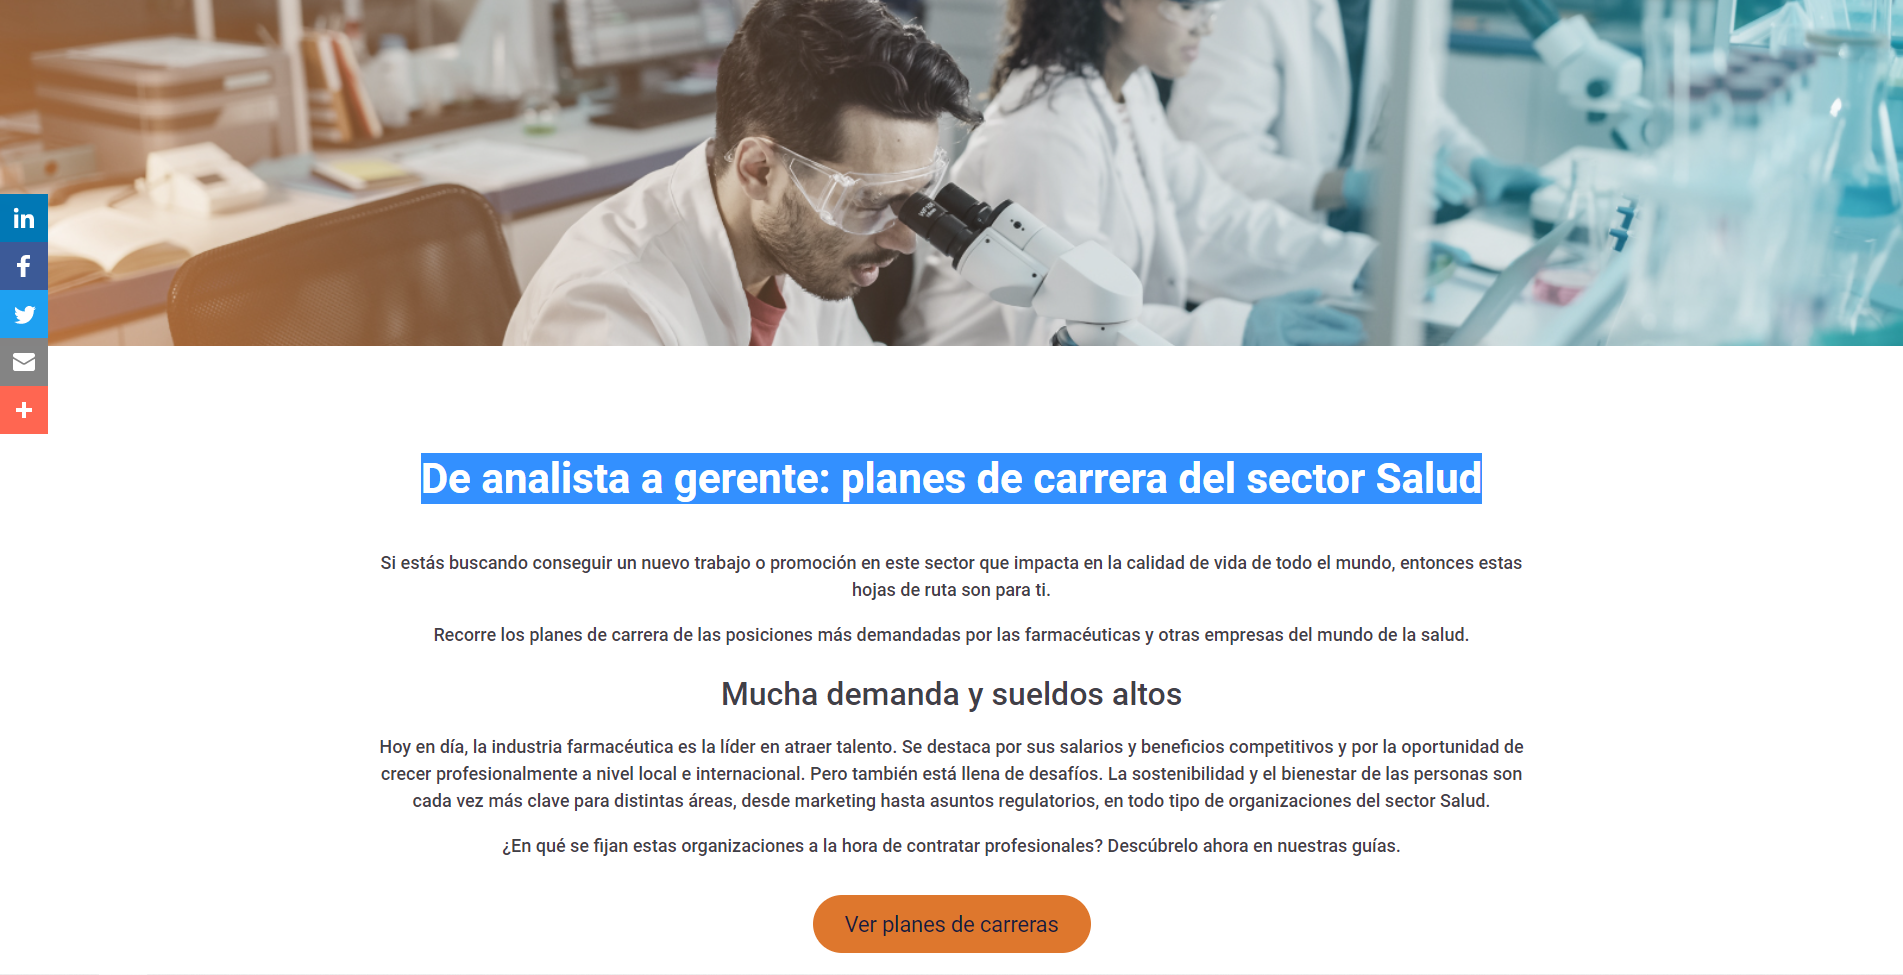 in
De analista a gerente: planes de carrera del sector Salud
Si estás buscando conseguir un nuevo trabajo o promoción en este sector que impacta en la calidad de vida de todo el mundo, entonces estas
hojas de ruta son para ti.
Recorre los planes de carrera de las posiciones más demandadas por las farmacéuticas y otras empresas del mundo de la salud.
Mucha demanda y sueldos altos
Hoy en día, la industria farmacéutica es la líder en atraer talento. Se destaca por sus salarios y beneficios competitivos y por la oportunidad de
crecer profesionalmente a nivel local e internacional. Pero también está llena de desafíos. La sostenibilidad y el bienestar de las personas son
cada vez más clave para distintas áreas, desde marketing hasta asuntos regulatorios, en todo tipo de organizaciones del sector Salud.
¿En qué se fijan estas organizaciones a la hora de contratar profesionales? Descúbrelo ahora en nuestras guías.
Ver planes de carreras